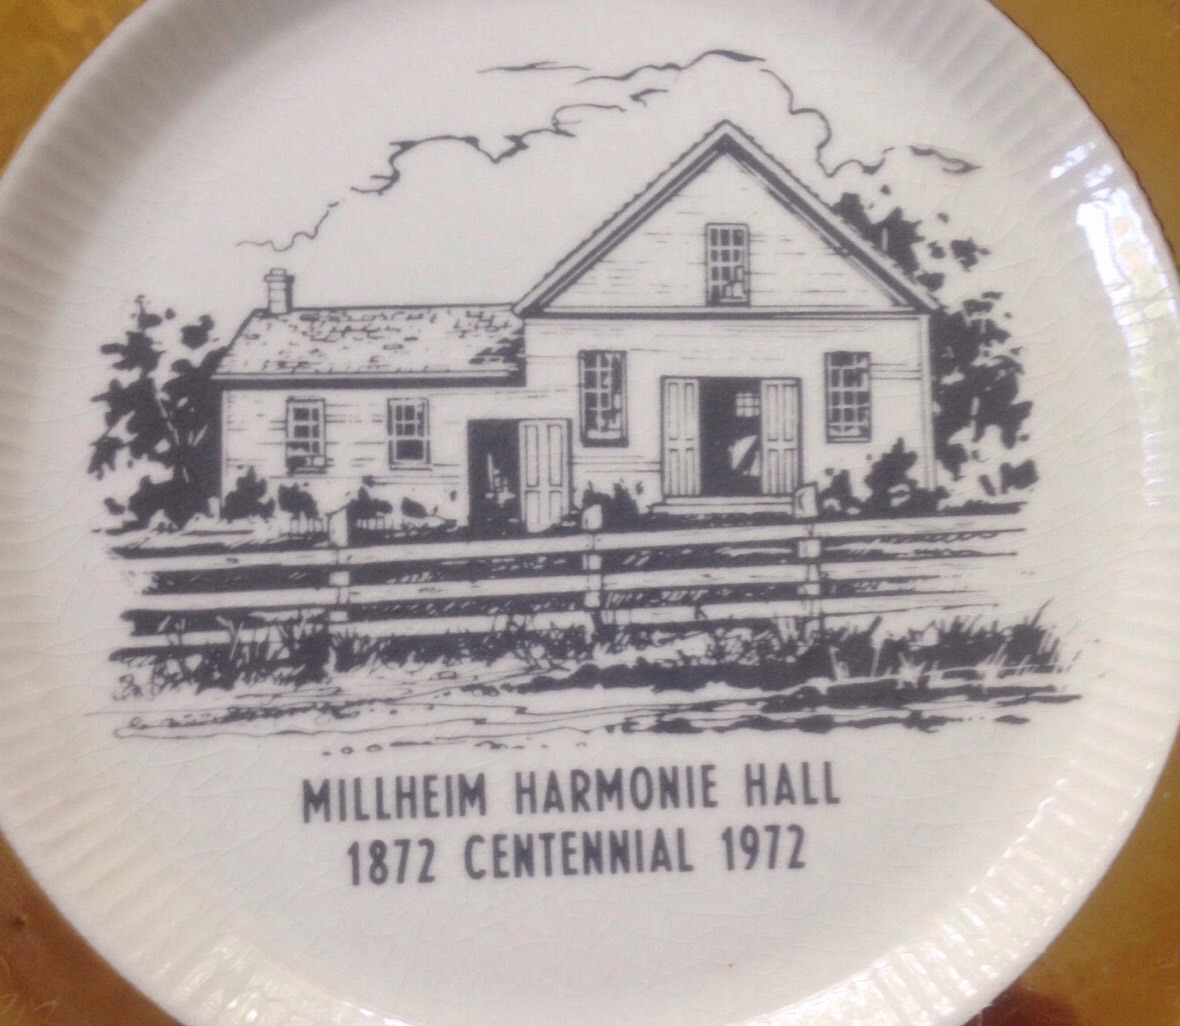 MILLHEIM HARMONIE HALL
1872 CENTENNIAL 1972